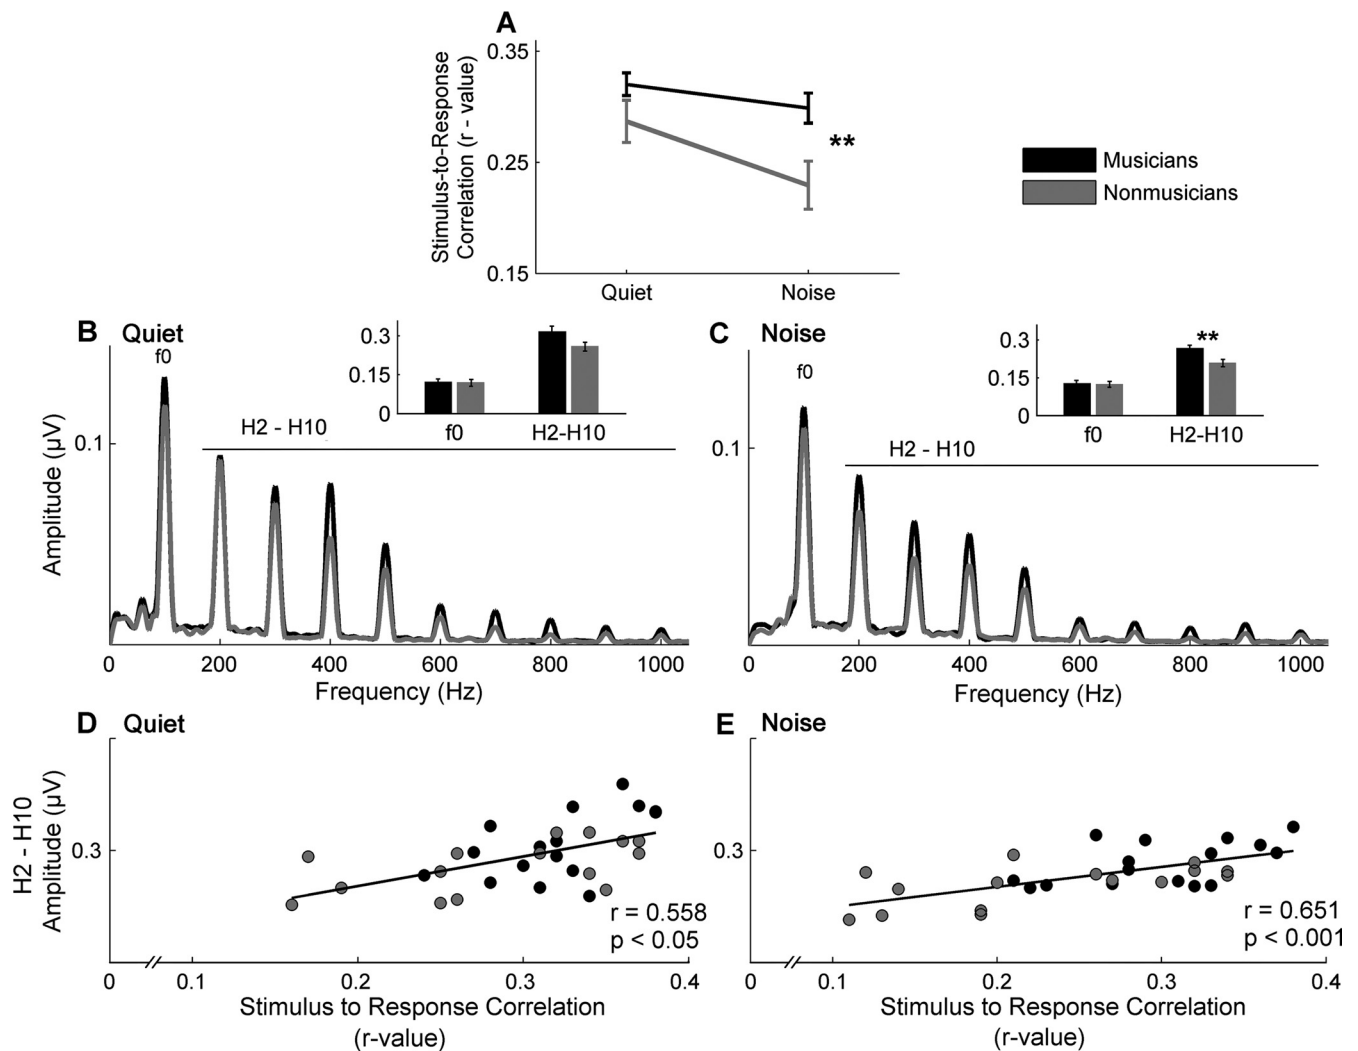 A
Stimulus-to-Response
Correlation (r - value)
0.35
0.25
0.15
**
Quiet
Noise
Musicians
Nonmusicians
B Quiet
f0
H2 - H10
0.3
0.15
0
f0
H2-H10
0.1
Amplitude (µV)
0
200
400
600
800
1000
Frequency (Hz)
C Noise
f0
H2 - H10
0.3
0.15
0
**
f0
H2-H10
0.1
0
200
400
600
800
1000
Frequency (Hz)
D Quiet
H2 - H10
Amplitude (µV)
0.3
r = 0.558
p < 0.05
0
0.1
0.2
0.3
0.4
Stimulus to Response Correlation
(r-value)
E Noise
0.3
r = 0.651
p < 0.001
0
0.1
0.2
0.3
0.4
Stimulus to Response Correlation
(r-value)